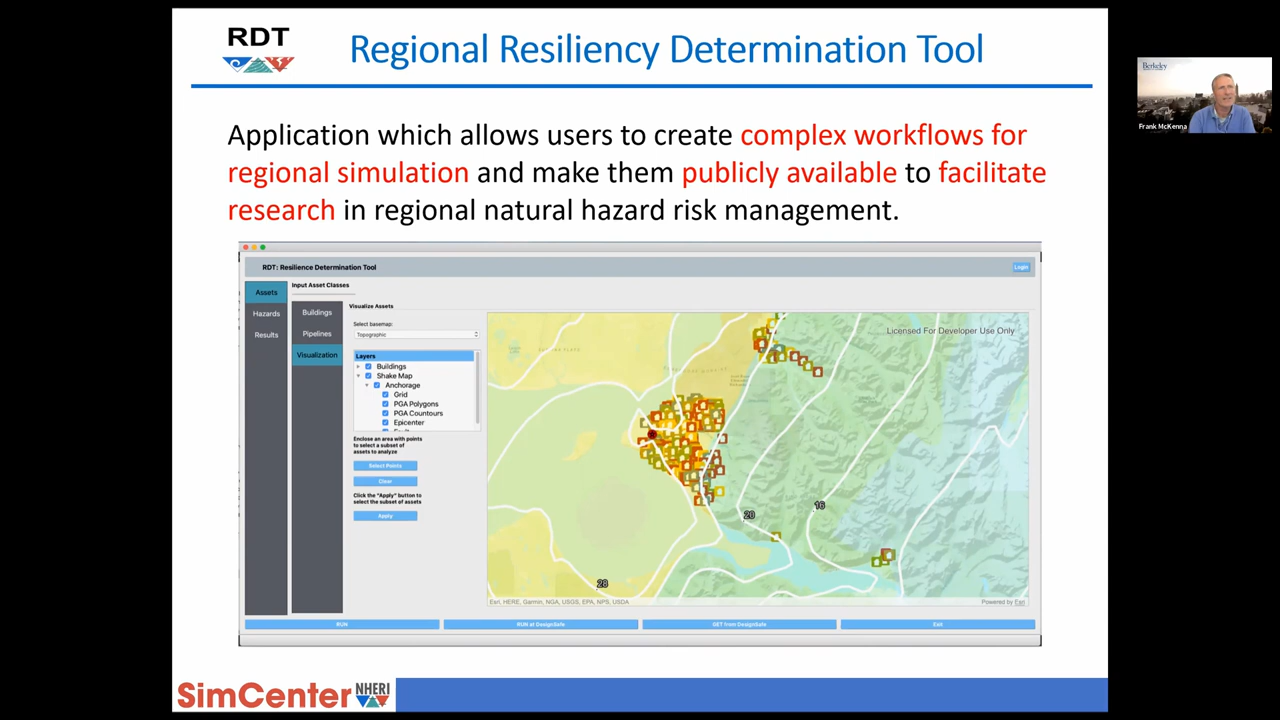 RDT
Regional Resiliency Determination Tool
Application which allows users to create complex workflows for
regional simulation and make them publicly available to facilitate
research in regional natural hazard risk management.
RDT: Resilience Determination Tool
Login
Assets
Hazards
Results
Input Asset Classes
Buildings
Pipelines
Visualization
Visualize Assets
Select basemap:
Topographic
Layers
Buildings
Shake Map
Anchorage
Grid
PGA Polygons
PGA Countours
Epicenter
Enclose an area with points
to select a subset of
assets to analyze
Select Points
Clear
Click the "Apply" button to
select the subset of assets
Apply
Licensed For Developer Use Only
20
16
28
Esri, HERE, Garmin, NGA, USGS, EPA, NPS, USDA
Powered by Esri
RUN
RUN at DesignSafe
GET from DesignSafe
Exit
SimCenter
NHERI
Berkeley
Frank McKenna